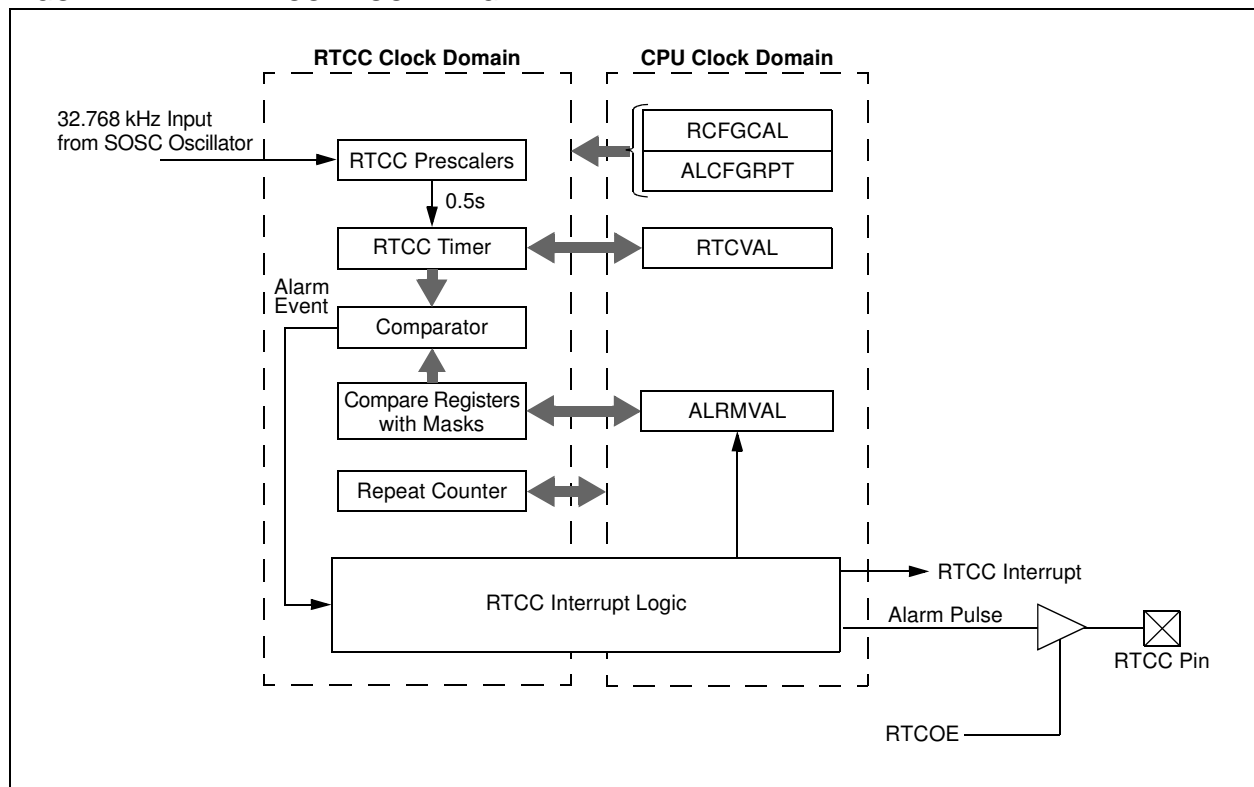 RTCC Clock Domain
CPU Clock Domain
32.768 kHz Input
from SOSC Oscillator
RTCC Prescalers
0.5s
RTCC Timer
Alarm
Event
Comparator
Compare Registers
with Masks
Repeat Counter
RCFGCAL
ALCFGRPT
RTCVAL
ALRMVAL
RTCC Interrupt Logic
RTCC Interrupt
Alarm Pulse
RTCC Pin
RTCOE